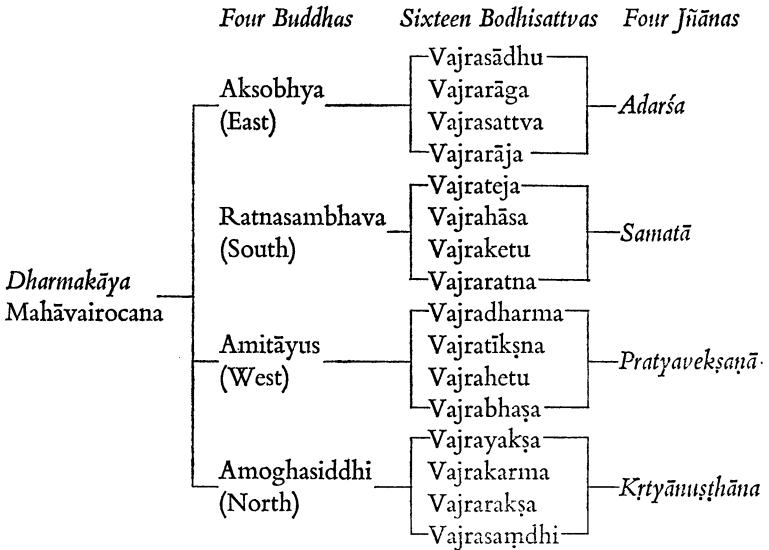 Four Buddhas Sixteen Bodhisattvas Four Jñānas
Vajrasādhu
Aksobhya Vajrarāga Adarśa
(East) Vajrasattva
Vajrarāja
Vajrateja
Ratnasambhava Vajrahāsa Samatā
(South) Vajraketu
Vajraratna
Dharmakāya
Mahāvairocana
Vajradharma
Amitāyus Vajratīkṣna Pratyavekṣaṇā
(West) Vajrahetu
Vajrabhaṣa
Vajrayakṣa
Amoghasiddhi Vajrakarma Kṛtyānuṣṭhāna
(North) Vajrarakṣa
Vajrasaṃdhi